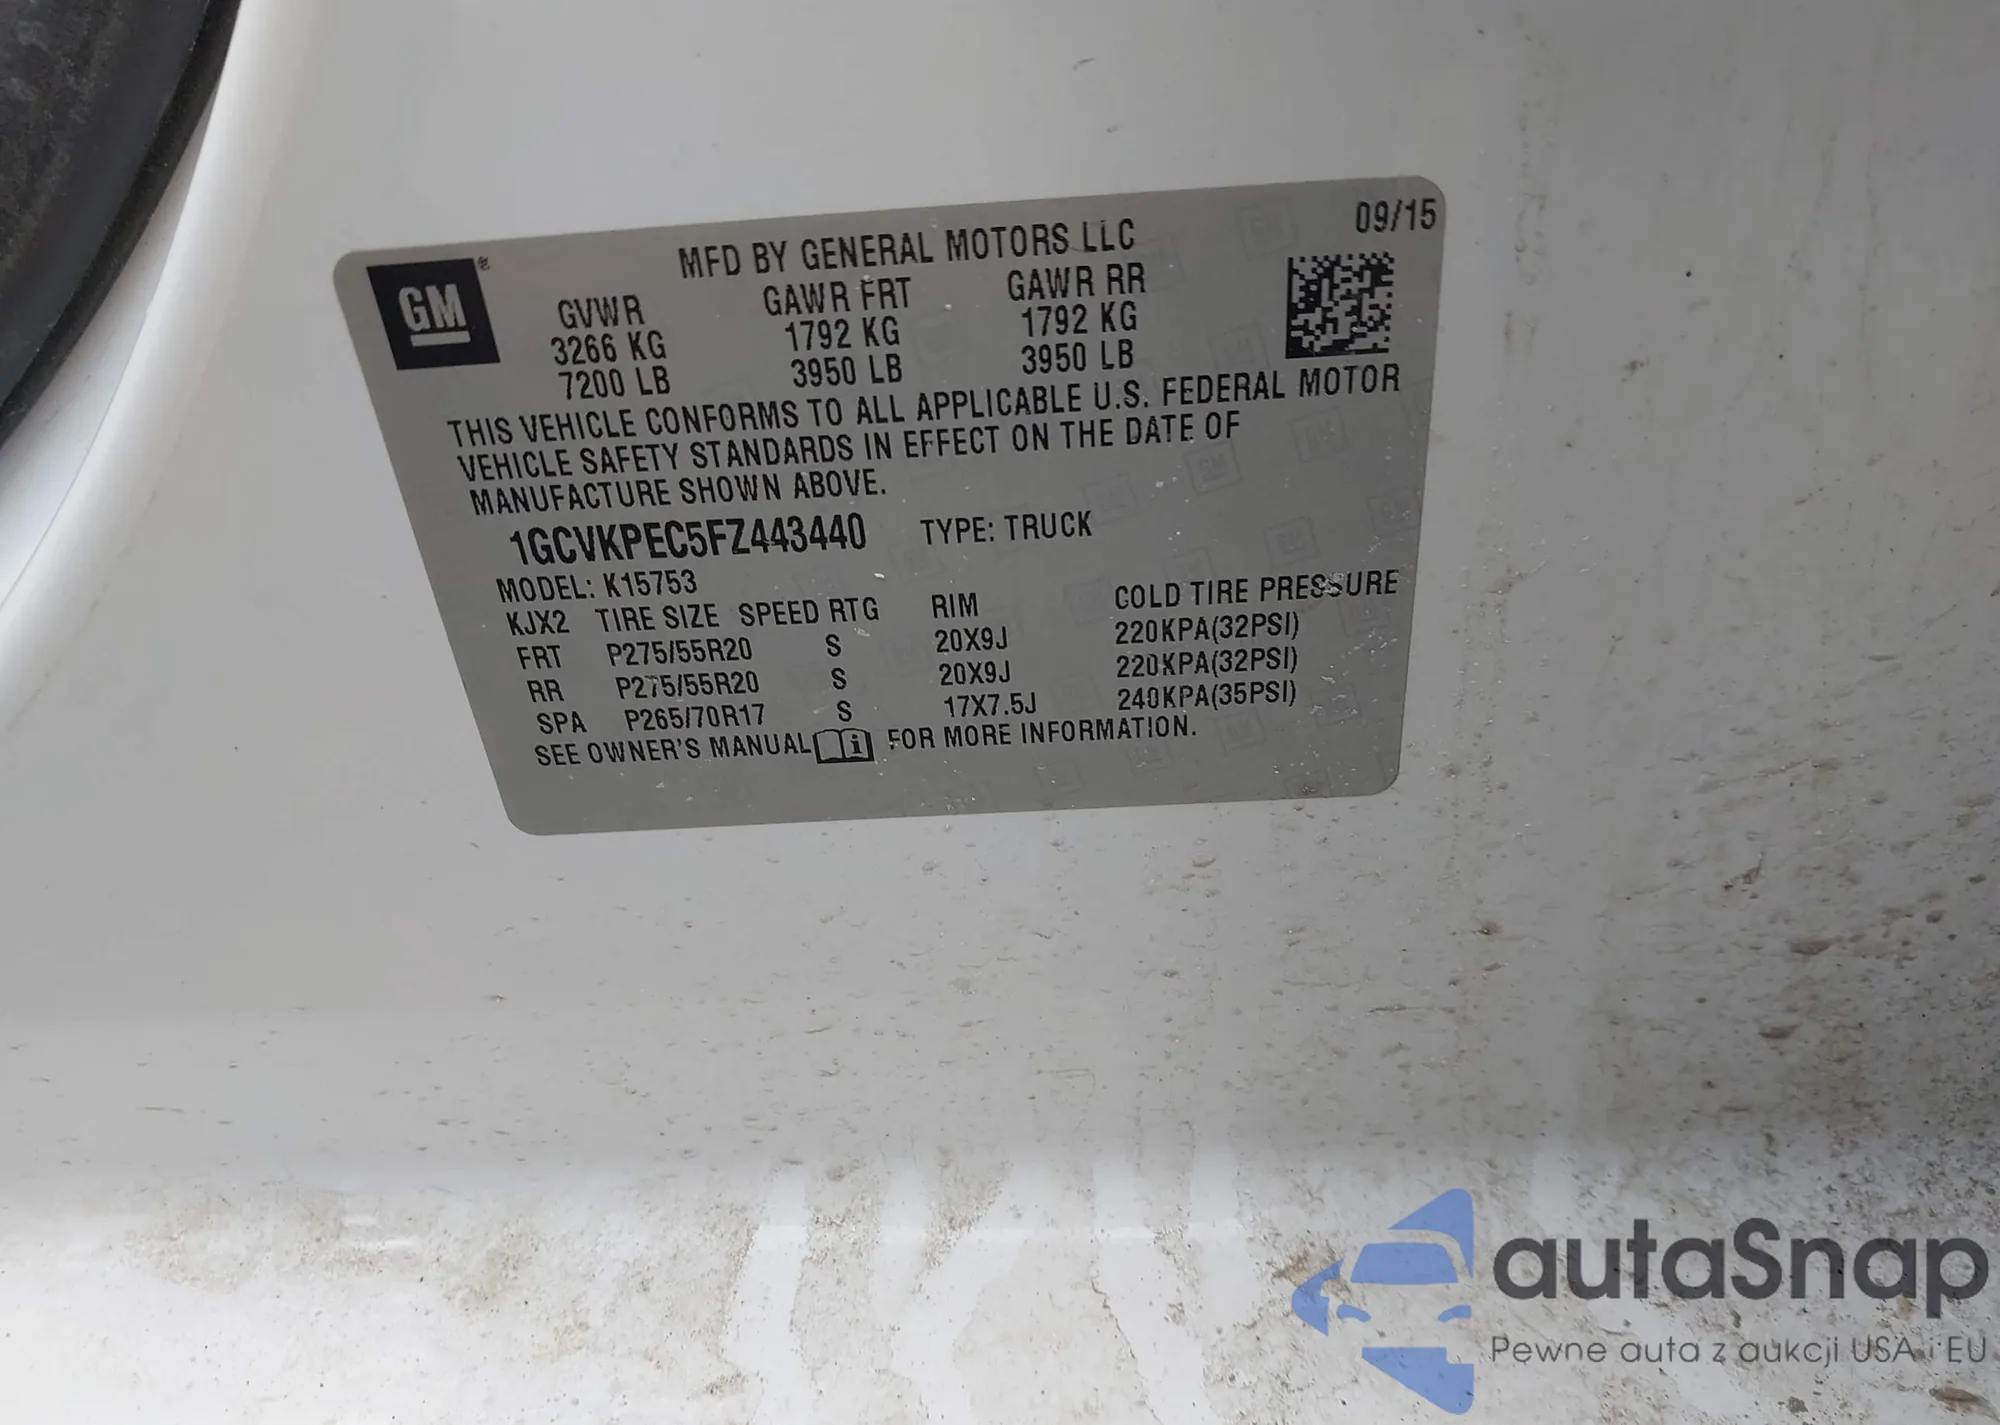 09/15
MFD BY GENERAL MOTORS LLC
GM®
GVWR GAWR FRT GAWR RR
3266 KG 1792 KG 1792 KG
7200 LB 3950 LB 3950 LB
THIS VEHICLE CONFORMS TO ALL APPLICABLE U.S. FEDERAL MOTOR
VEHICLE SAFETY STANDARDS IN EFFECT ON THE DATE OF
MANUFACTURE SHOWN ABOVE.
1GCVKPEC5FZ443440 TYPE: TRUCK
MODEL: K15753
KJX2 TIRE SIZE SPEED RTG RIM COLD TIRE PRESSURE
FRT P275/55R20 S 20X9J 220KPA(32PSI)
RR P275/55R20 S 20X9J 220KPA(32PSI)
SPA P265/70R17 S 17X7.5J 240KPA(35PSI)
SEE OWNER'S MANUAL FOR MORE INFORMATION.
autaSnap
Pewne auta z aukcji USA i EU